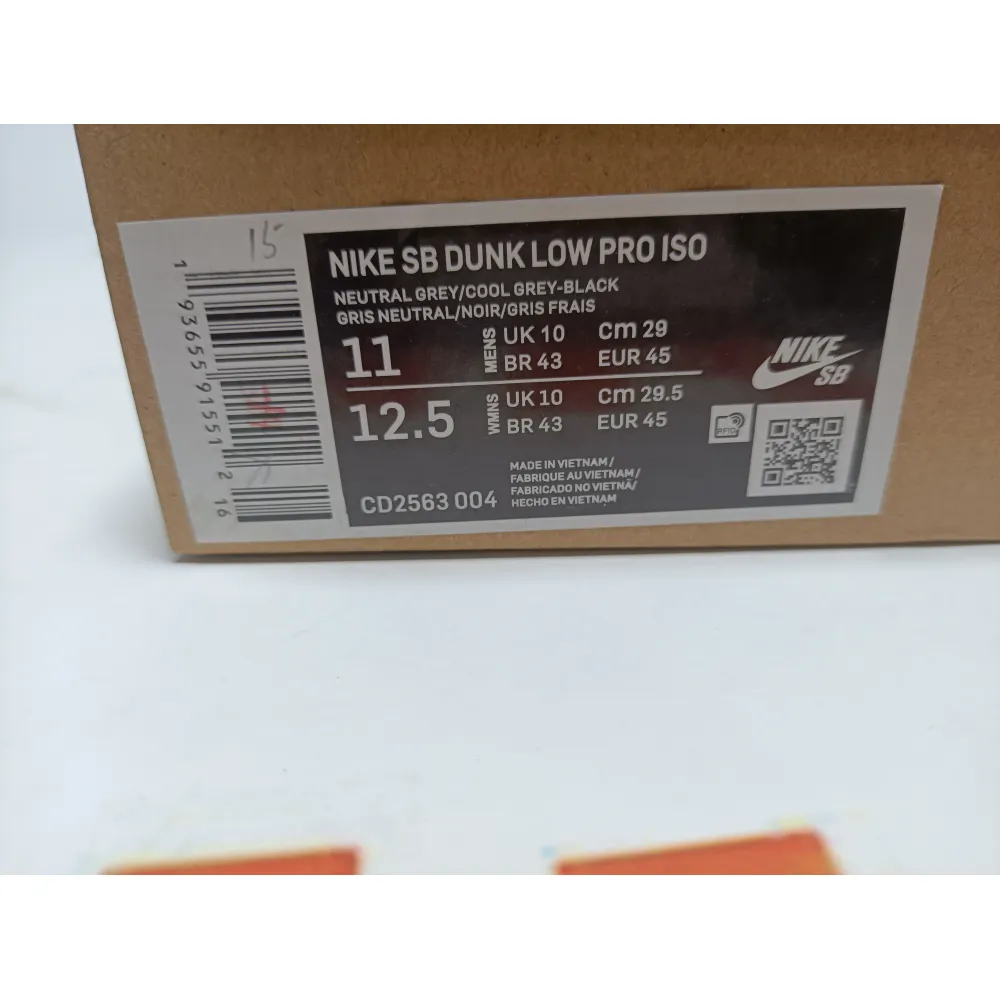 15
1 93655 91551 2 16
NIKE SB DUNK LOW PRO ISO
NEUTRAL GREY/COOL GREY-BLACK
GRIS NEUTRAL/NOIR/GRIS FRAIS
11 MENS UK 10 Cm 29
BR 43 EUR 45
12.5 WMNS UK 10 Cm 29.5
BR 43 EUR 45
NIKE
SB
RFID
MADE IN VIETNAM/
FABRIQUE AU VIETNAM/
FABRICADO NO VIETNÃ/
HECHO EN VIETNAM
CD2563 004